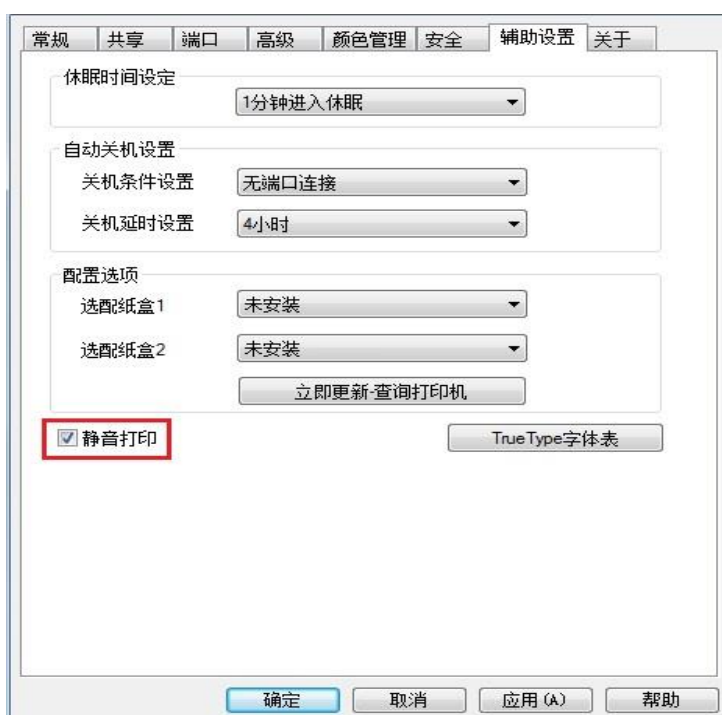 常规 共享 端口 高级 颜色管理 安全 辅助设置 关于
休眠时间设定
1分钟进入休眠
自动关机设置
关机条件设置 无端口连接
关机延时设置 4小时
配置选项
选配纸盒1 未安装
选配纸盒2 未安装
立即更新-查询打印机
静音打印 TrueType字体表
确定 取消 应用(A) 帮助